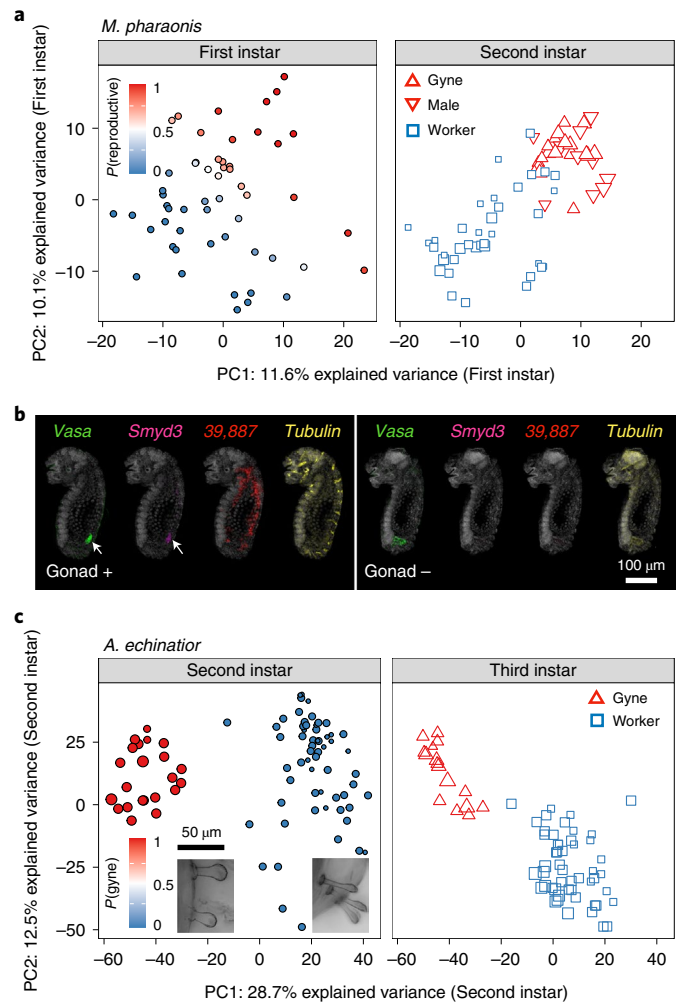 a
M. pharaonis
First instar
Second instar
PC2: 10.1% explained variance (First instar)
P(reproductive)
1
0.5
0
Gyne
Male
Worker
10
0
−10
−20 −10 0 10 20
−20 −10 0 10 20
PC1: 11.6% explained variance (First instar)
b
Vasa Smyd3 39,887 Tubulin
Vasa Smyd3 39,887 Tubulin
Gonad +
Gonad −
100 μm
c
A. echinatior
Second instar
Third instar
PC2: 12.5% explained variance (Second instar)
Gyne
Worker
25
0
−25
−50
P(gyne)
1
0.5
0
50 μm
−60 −40 −20 0 20 40
−60 −40 −20 0 20 40
PC1: 28.7% explained variance (Second instar)